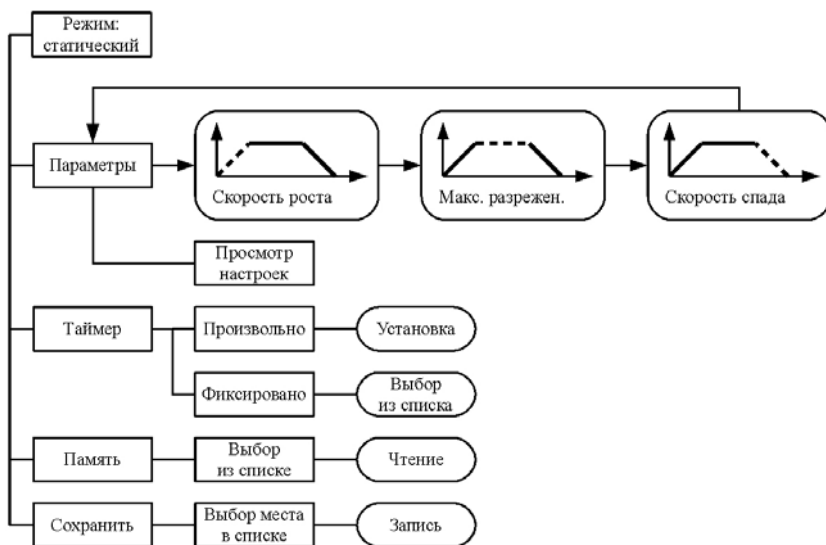 Режим:
статический
Параметры
Скорость роста
Макс. разрежен.
Скорость спада
Просмотр
настроек
Таймер
Произвольно
Установка
Фиксировано
Выбор
из списка
Память
Выбор
из списке
Чтение
Сохранить
Выбор места
в списке
Запись